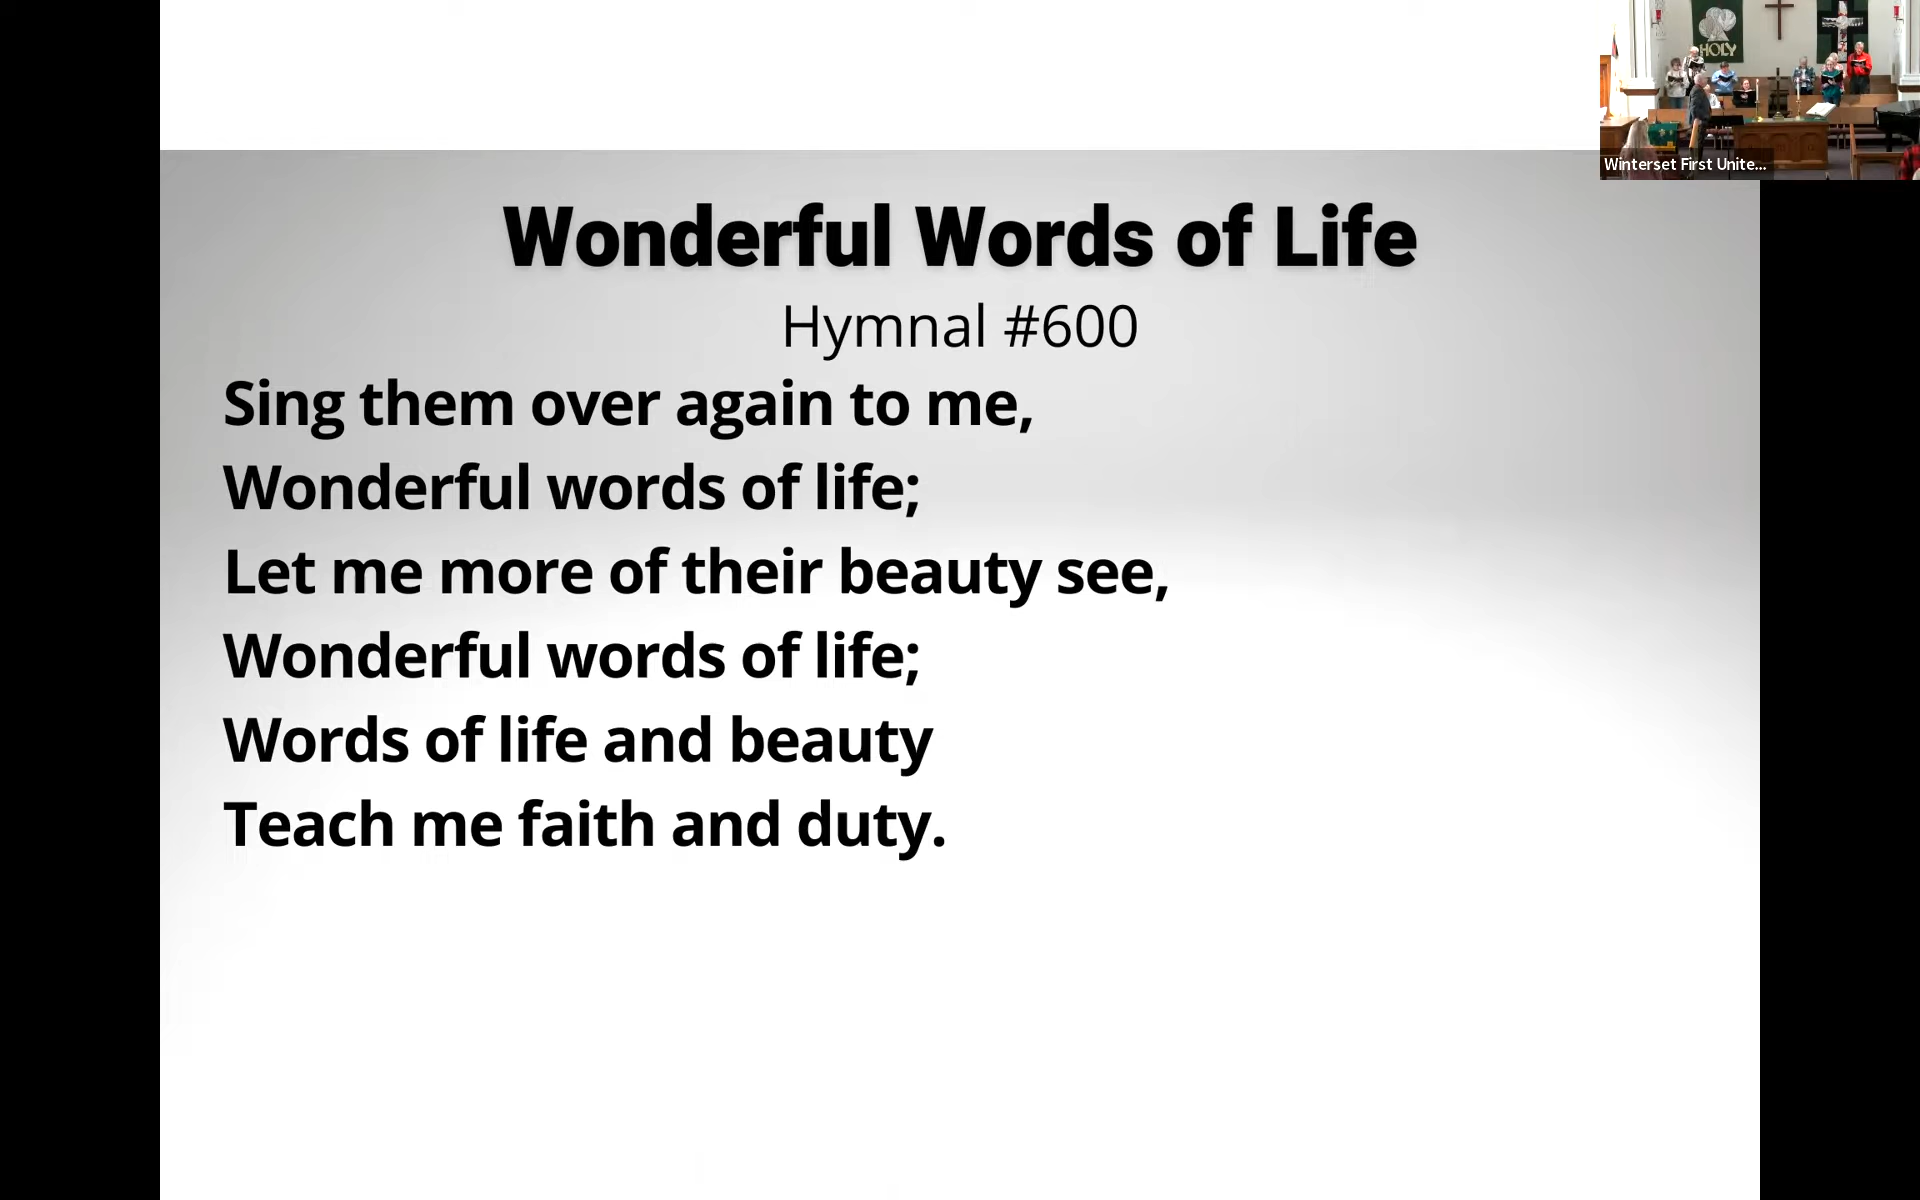 HOLY
Winterset First Unite...
Wonderful Words of Life
Hymnal #600
Sing them over again to me,
Wonderful words of life;
Let me more of their beauty see,
Wonderful words of life;
Words of life and beauty
Teach me faith and duty.